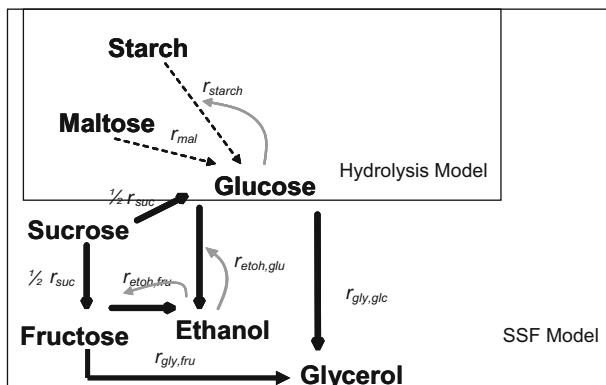 Starch
r_starch
Maltose
r_mal
Hydrolysis Model
Glucose
½ r_suc
Sucrose
½ r_suc
r_etoh,fru
r_etoh,glu
r_gly,glc
Fructose
Ethanol
SSF Model
r_gly,fru
Glycerol